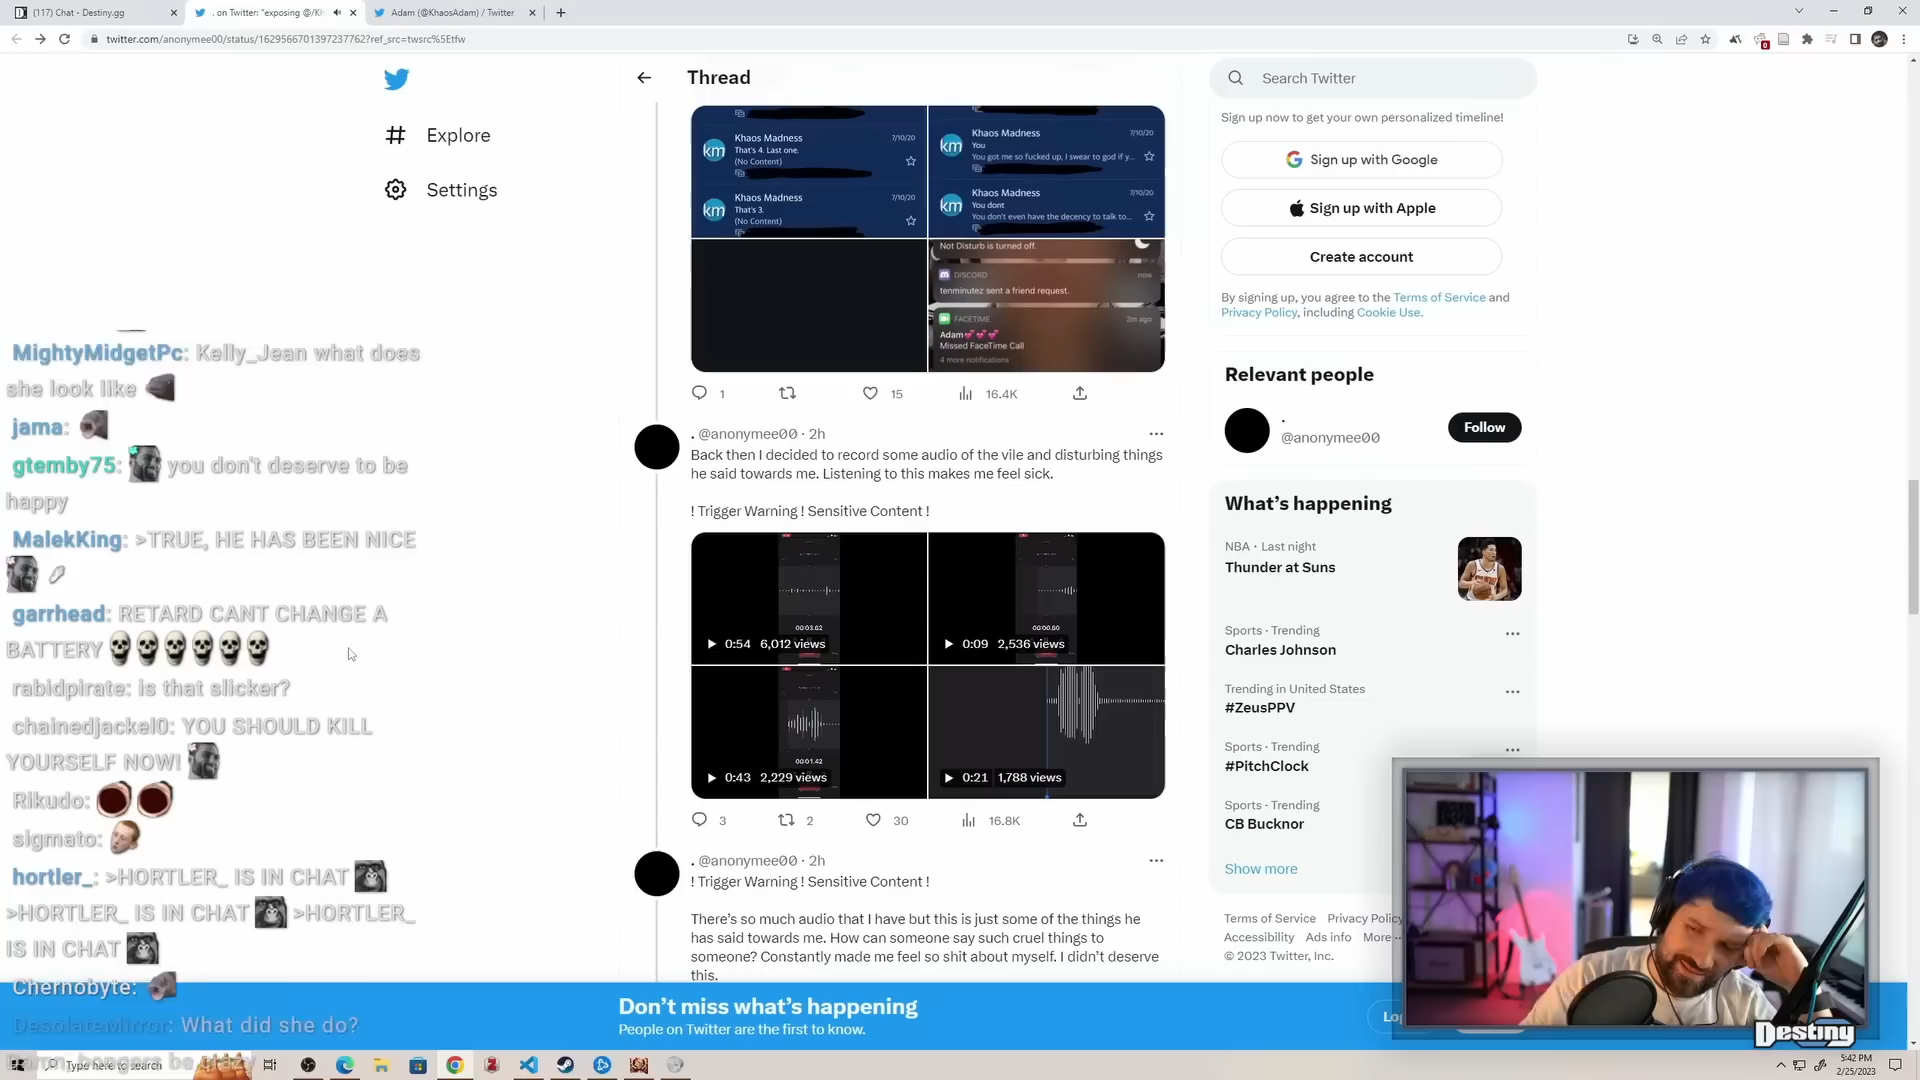 (117) Chat - Destiny.gg
. on Twitter: "exposing @/Kh
Adam (@KhaosAdam) / Twitter
twitter.com/anonymee00/status/1629566701397237762?ref_src=twsrc%5Etfw
Explore
Settings
Thread
Khaos Madness 7/10/20
That's 4. Last one.
(No Content)
Khaos Madness 7/10/20
That's 3.
(No Content)
Khaos Madness 7/10/20
You
You got me so fucked up, I swear to god if y...
Khaos Madness 7/10/20
You dont
You don't even have the decency to talk to...
Not Disturb is turned off.
DISCORD now
tenminutez sent a friend request.
FACETIME 2m ago
Adam💕💕💕
Missed FaceTime Call
4 more notifications
1 15 16.4K
. @anonymee00 · 2h
Back then I decided to record some audio of the vile and disturbing things
he said towards me. Listening to this makes me feel sick.
! Trigger Warning ! Sensitive Content !
00:03.62
0:54 6,012 views
00:00.60
0:09 2,536 views
00:01.42
0:43 2,229 views
0:21 1,788 views
3 2 30 16.8K
. @anonymee00 · 2h
! Trigger Warning ! Sensitive Content !
There's so much audio that I have but this is just some of the things he
has said towards me. How can someone say such cruel things to
someone? Constantly made me feel so shit about myself. I didn't deserve
this.
Search Twitter
Sign up now to get your own personalized timeline!
Sign up with Google
Sign up with Apple
Create account
By signing up, you agree to the Terms of Service and
Privacy Policy, including Cookie Use.
Relevant people
.
@anonymee00
Follow
What's happening
NBA · Last night
Thunder at Suns
Sports · Trending
Charles Johnson
Trending in United States
#ZeusPPV
Sports · Trending
#PitchClock
Sports · Trending
CB Bucknor
Show more
Terms of Service Privacy Policy
Accessibility Ads info More ...
© 2023 Twitter, Inc.
MightyMidgetPc: Kelly_Jean what does
she look like
jama:
gtemby75: you don't deserve to be
happy
MalekKing: >TRUE, HE HAS BEEN NICE
garrhead: RETARD CANT CHANGE A
BATTERY
rabidpirate: is that slicker?
chainedjackel0: YOU SHOULD KILL
YOURSELF NOW!
Rikudo:
sigmato:
hortler_: >HORTLER_ IS IN CHAT
>HORTLER_ IS IN CHAT >HORTLER_
IS IN CHAT
Chernobyte:
DesolateMirror: What did she do?
Don't miss what's happening
People on Twitter are the first to know.
Destiny
Type here to search
5:42 PM
2/25/2023